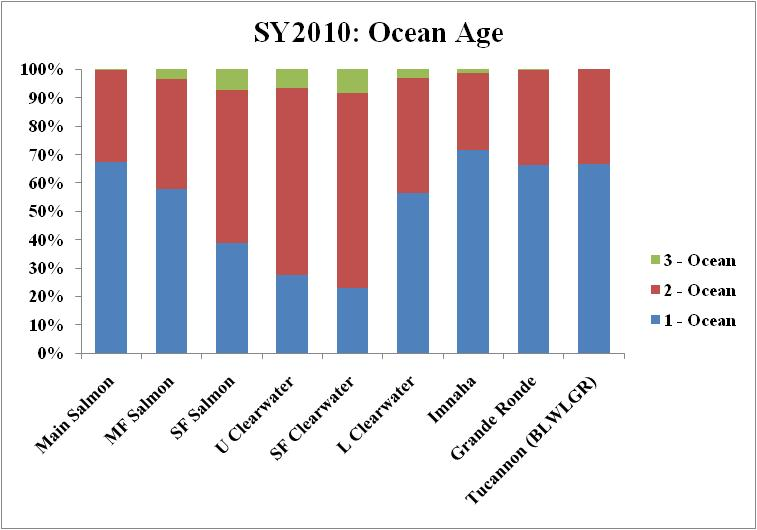 SY2010: Ocean Age
100%
90%
80%
70%
60%
50%
40%
30%
20%
10%
0%
3 - Ocean
2 - Ocean
1 - Ocean
Main Salmon
MF Salmon
SF Salmon
U Clearwater
SF Clearwater
L Clearwater
Imnaha
Grande Ronde
Tucannon (BLWLGR)